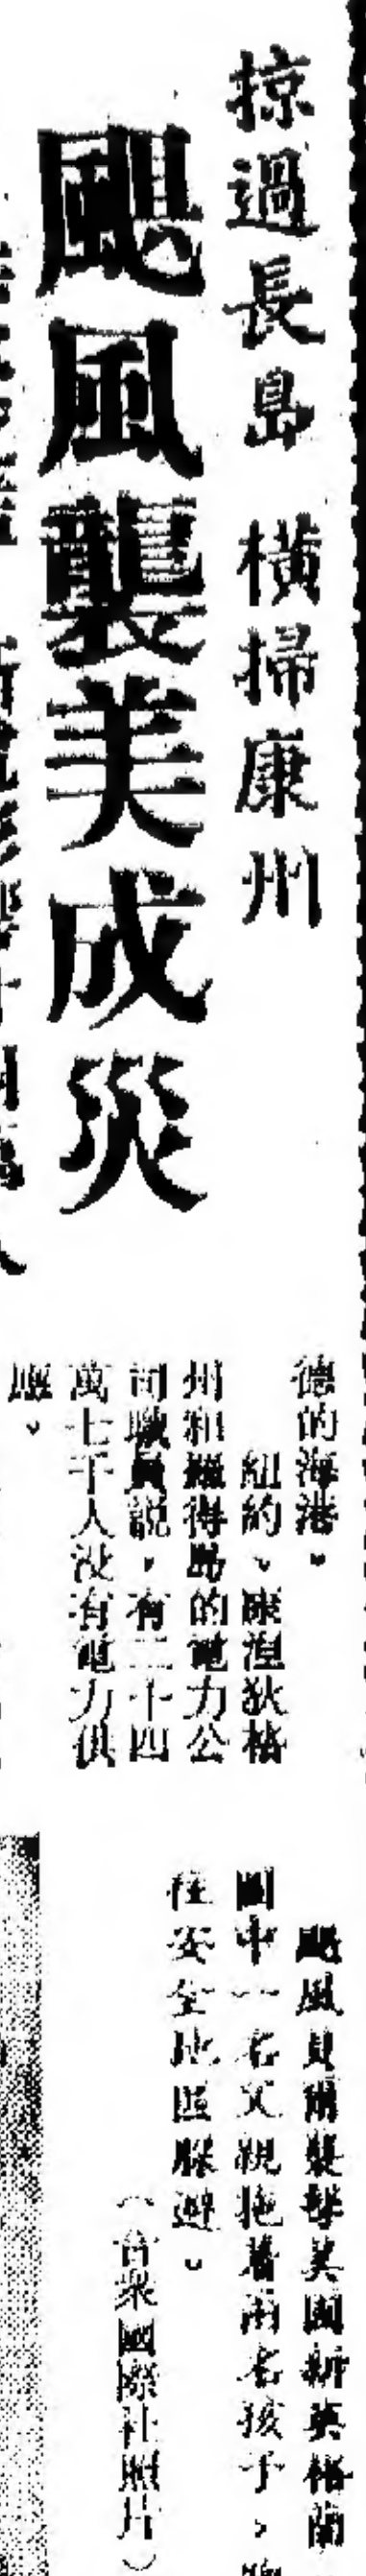 掠過長島 橫掃康州
颶風襲美成災
德的海港。
紐約、康涅狄格
州和羅得島的電力公
司職員說，有二十四
萬七千人沒有電力供
應。
颶風貝爾襲擊美國新英格蘭
圖中一名父親抱着兩名孩子，
往安全地區躲避。
（合衆國際社照片）